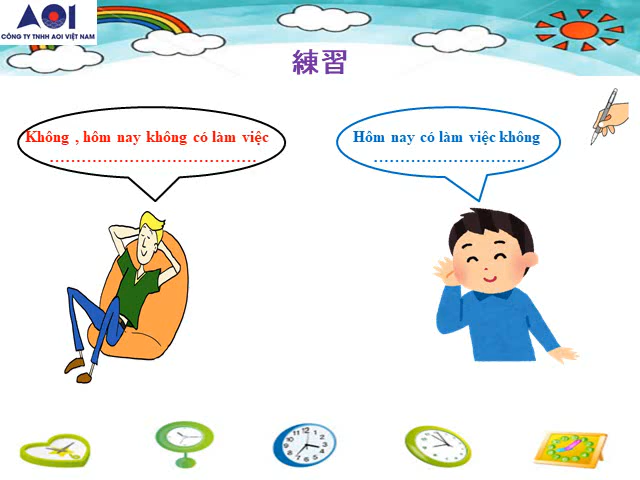 AOI
CÔNG TY TNHH AOI VIỆT NAM
練習
Không , hôm nay không có làm việc
………………………………….
Hôm nay có làm việc không
………………………..